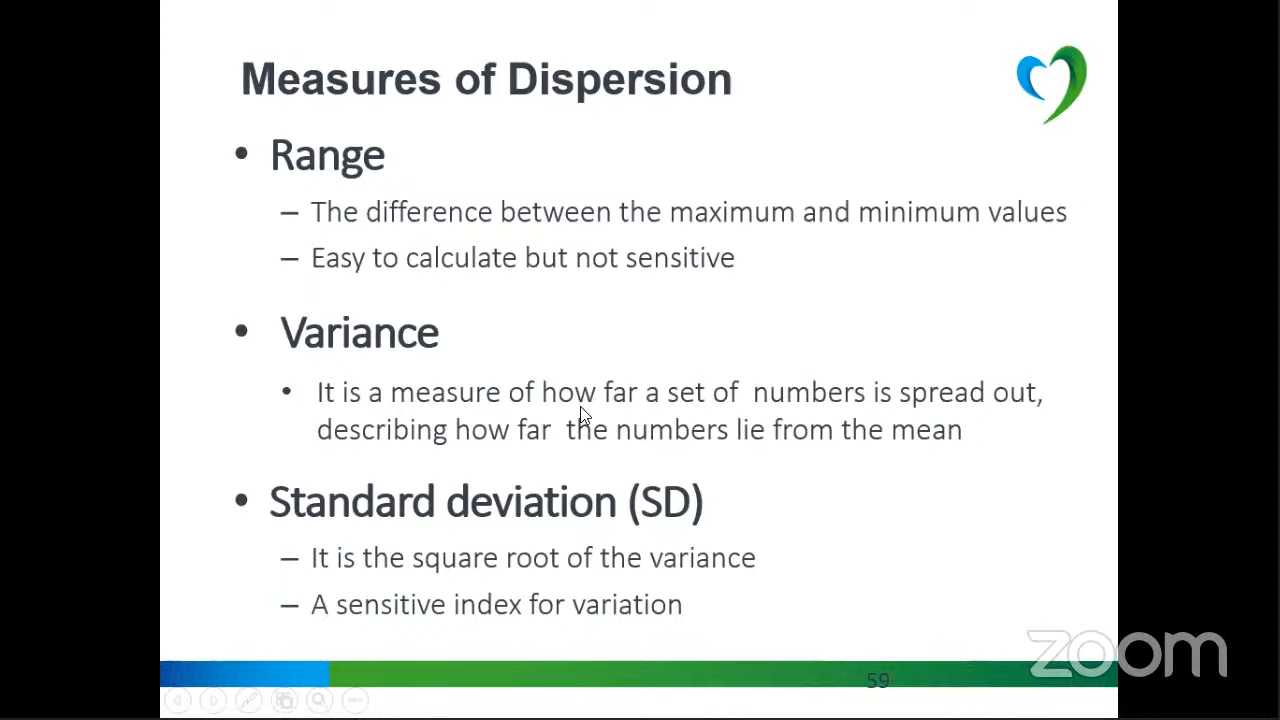 Measures of Dispersion
• Range
– The difference between the maximum and minimum values
– Easy to calculate but not sensitive
• Variance
• It is a measure of how far a set of numbers is spread out,
describing how far the numbers lie from the mean
• Standard deviation (SD)
– It is the square root of the variance
– A sensitive index for variation
zoom
59